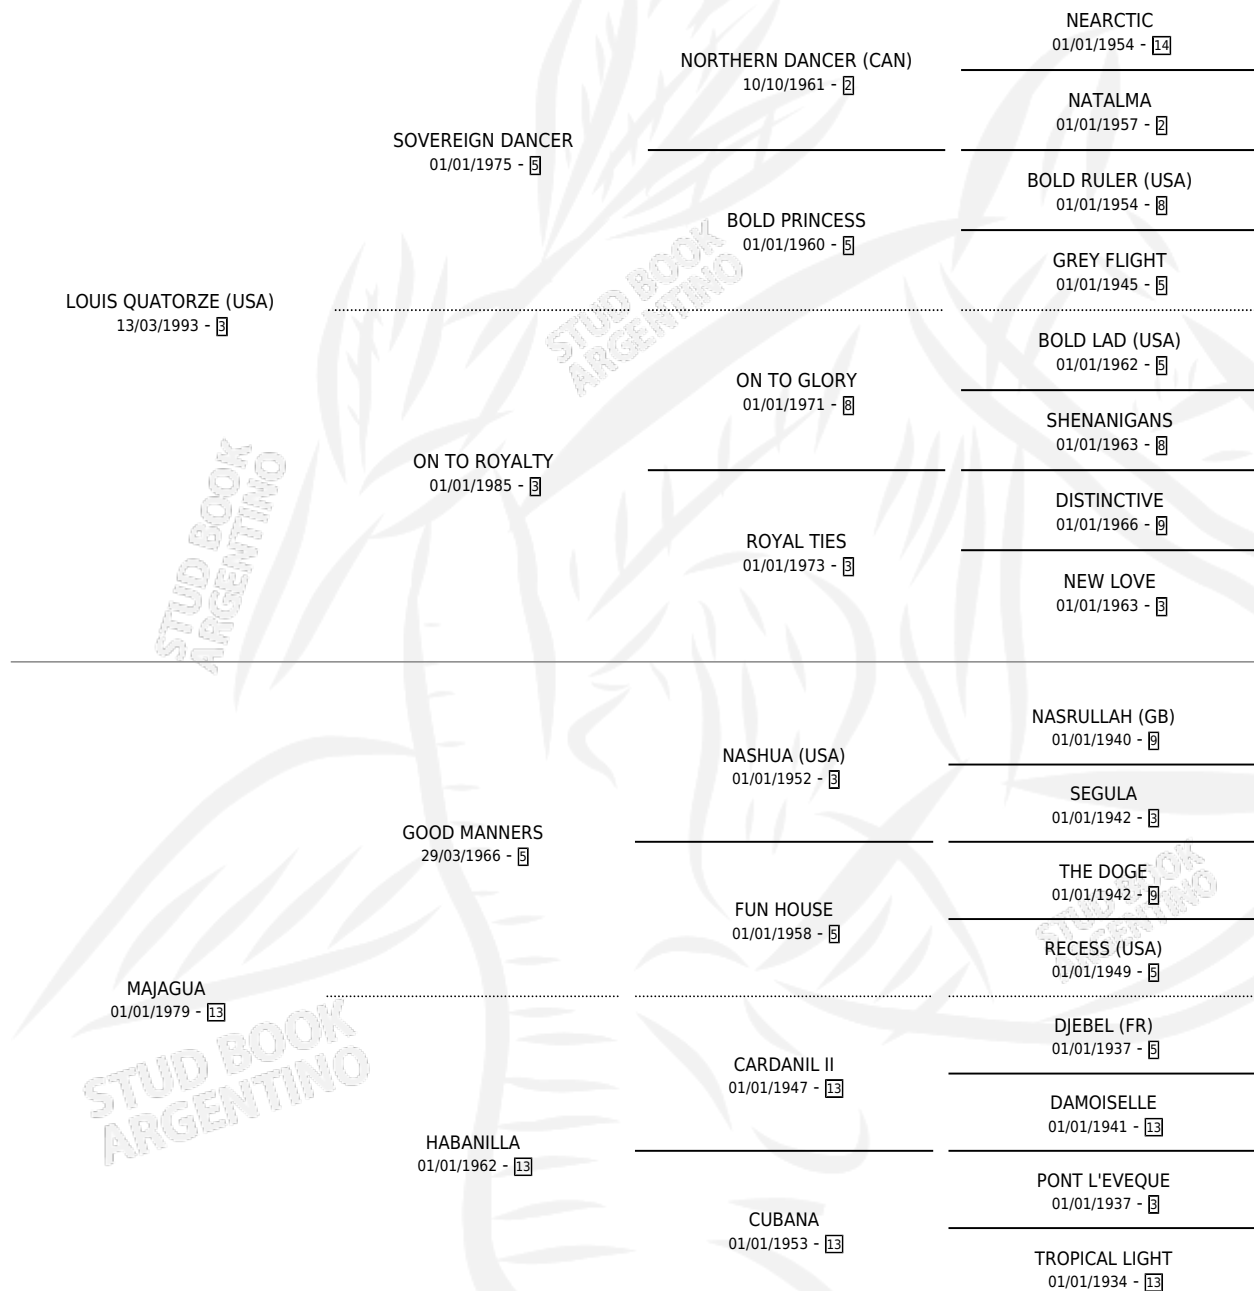 NEARCTIC
01/01/1954 - 14
NORTHERN DANCER (CAN)
10/10/1961 - 2
NATALMA
01/01/1957 - 2
SOVEREIGN DANCER
01/01/1975 - 5
BOLD RULER (USA)
01/01/1954 - 8
BOLD PRINCESS
01/01/1960 - 5
GREY FLIGHT
01/01/1945 - 5
LOUIS QUATORZE (USA)
13/03/1993 - 3
BOLD LAD (USA)
01/01/1962 - 5
ON TO GLORY
01/01/1971 - 8
SHENANIGANS
01/01/1963 - 8
ON TO ROYALTY
01/01/1985 - 3
DISTINCTIVE
01/01/1966 - 9
ROYAL TIES
01/01/1973 - 3
NEW LOVE
01/01/1963 - 3
NASRULLAH (GB)
01/01/1940 - 9
NASHUA (USA)
01/01/1952 - 3
SEGULA
01/01/1942 - 3
GOOD MANNERS
29/03/1966 - 5
THE DOGE
01/01/1942 - 9
FUN HOUSE
01/01/1958 - 5
RECESS (USA)
01/01/1949 - 5
MAJAGUA
01/01/1979 - 13
DJEBEL (FR)
01/01/1937 - 5
CARDANIL II
01/01/1947 - 13
DAMOISELLE
01/01/1941 - 13
HABANILLA
01/01/1962 - 13
PONT L'EVEQUE
01/01/1937 - 3
CUBANA
01/01/1953 - 13
TROPICAL LIGHT
01/01/1934 - 13
STUD BOOK
ARGENTINO
STUD BOOK
ARGENTINO
STUD BOOK
ARGENTINO
STUD BOOK
ARGENTINO